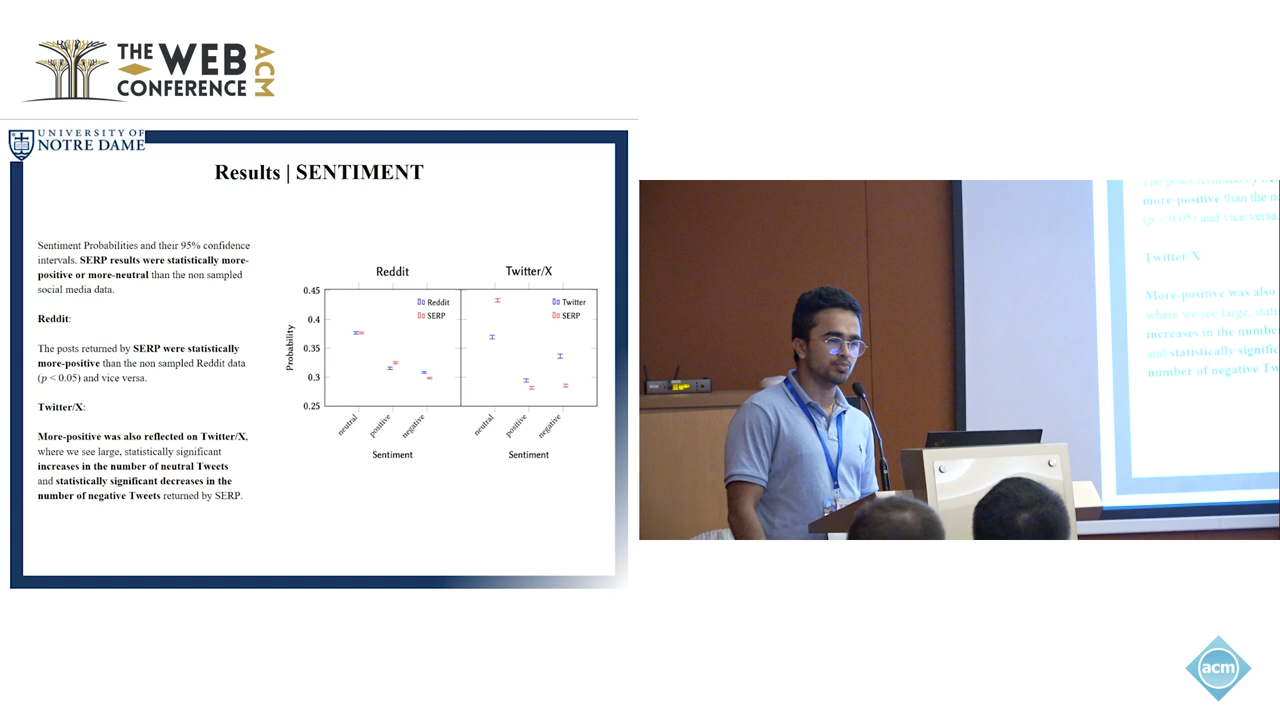 THE WEB
CONFERENCE
ACM
UNIVERSITY OF
NOTRE DAME
Results | SENTIMENT
Sentiment Probabilities and their 95% confidence
intervals. SERP results were statistically more-
positive or more-neutral than the non sampled
social media data.
Reddit:
The posts returned by SERP were statistically
more-positive than the non sampled Reddit data
(p < 0.05) and vice versa.
Twitter/X:
More-positive was also reflected on Twitter/X,
where we see large, statistically significant
increases in the number of neutral Tweets
and statistically significant decreases in the
number of negative Tweets returned by SERP.
Reddit
Twitter/X
0.45
0.4
0.35
0.3
0.25
Probability
Reddit
SERP
Twitter
SERP
neutral
positive
negative
neutral
positive
negative
Sentiment
Sentiment
The posts returned by
more-positive than the n
(p < 0.05) and vice versa
Twitter X
More-positive was also
where we see large, stati
increases in the numbe
and statistically signific
number of negative Tw
acm